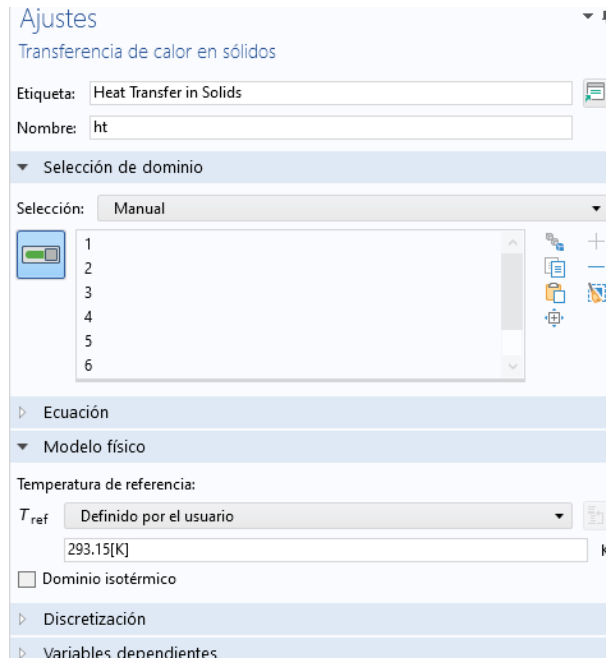 Ajustes
Transferencia de calor en sólidos
Etiqueta: Heat Transfer in Solids
Nombre: ht
Selección de dominio
Selección: Manual
1
2
3
4
5
6
Ecuación
Modelo físico
Temperatura de referencia:
Tref Definido por el usuario
293.15[K] K
Dominio isotérmico
Discretización
Variables dependientes